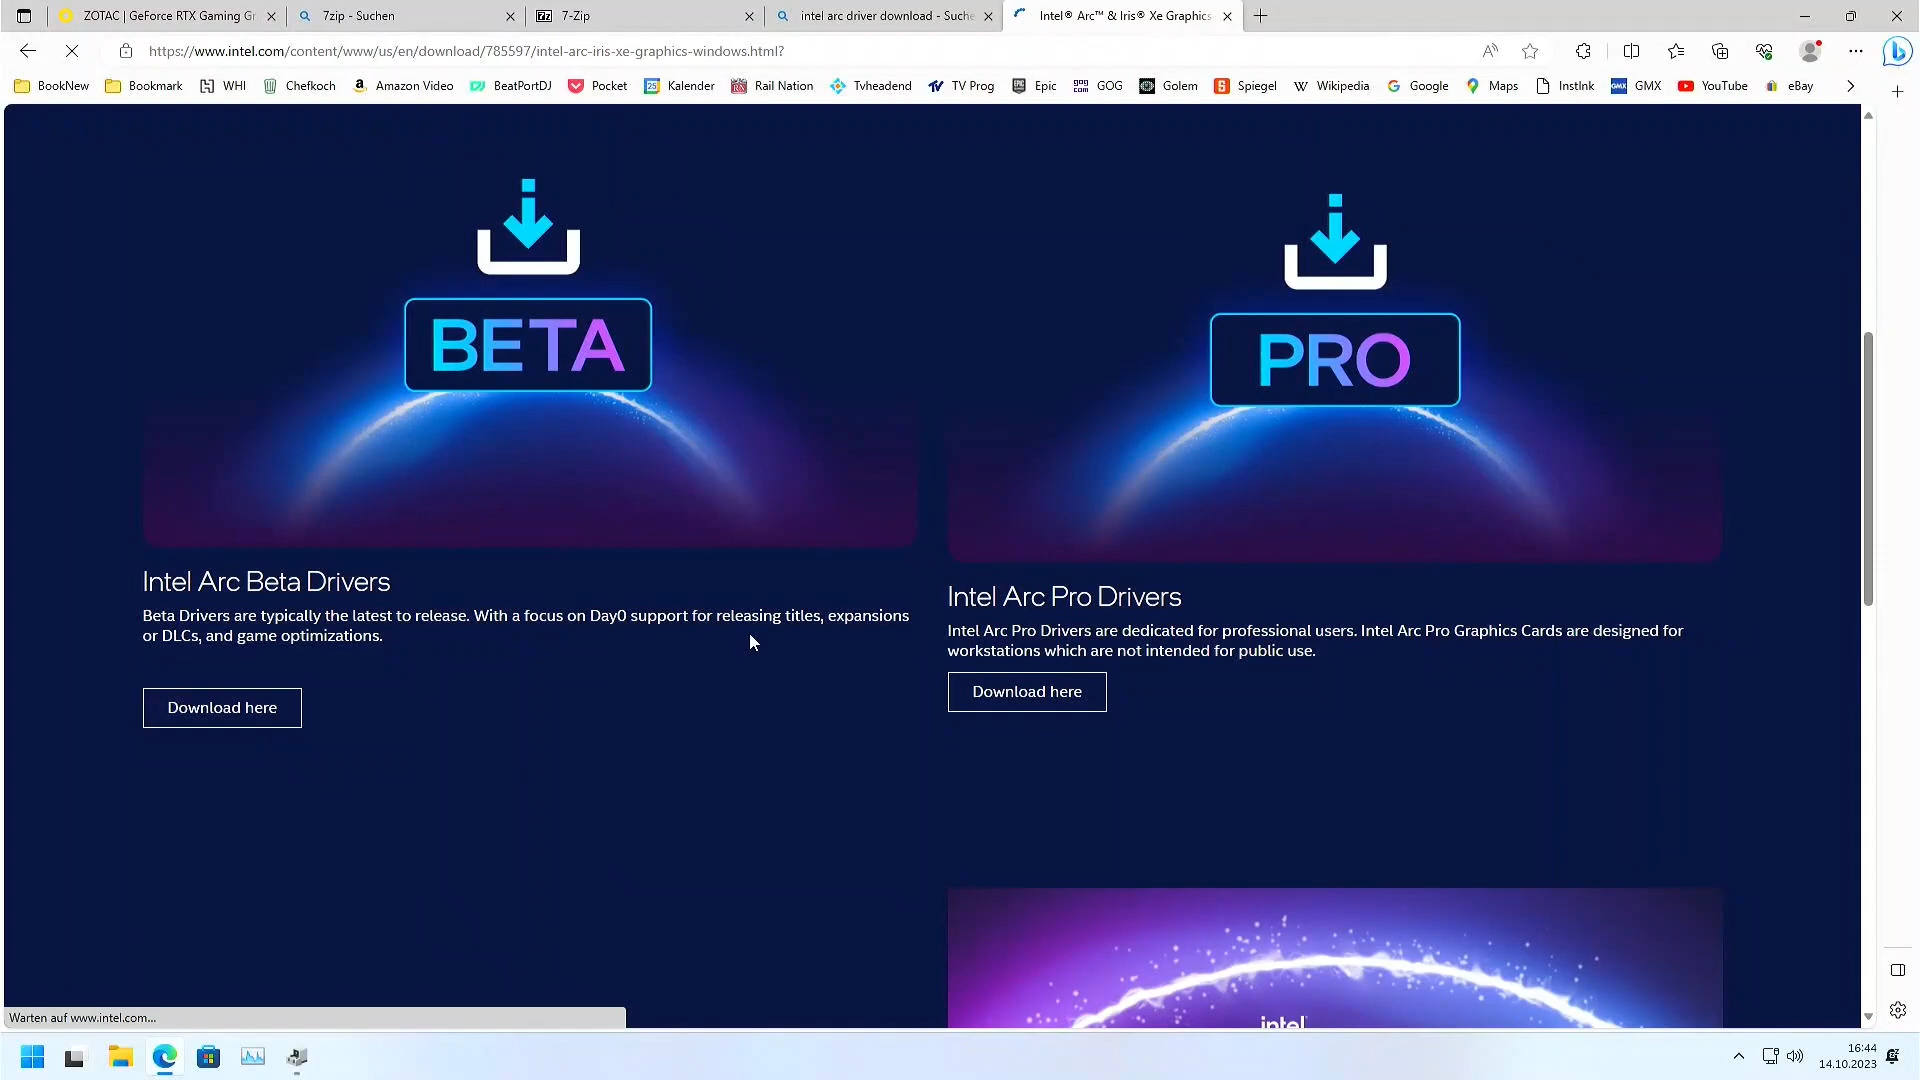 ZOTAC | GeForce RTX Gaming Gr
7zip - Suchen
7z 7-Zip
intel arc driver download - Suche
Intel® Arc™ & Iris® Xe Graphics
https://www.intel.com/content/www/us/en/download/785597/intel-arc-iris-xe-graphics-windows.html?
BookNew
Bookmark
WHI
Chefkoch
Amazon Video
BeatPortDJ
Pocket
25 Kalender
Rail Nation
Tvheadend
TV Prog
Epic
GOG
Golem
Spiegel
Wikipedia
Google
Maps
InstInk
GMX GMX
YouTube
eBay
BETA
Intel Arc Beta Drivers
Beta Drivers are typically the latest to release. With a focus on Day0 support for releasing titles, expansions
or DLCs, and game optimizations.
Download here
PRO
Intel Arc Pro Drivers
Intel Arc Pro Drivers are dedicated for professional users. Intel Arc Pro Graphics Cards are designed for
workstations which are not intended for public use.
Download here
intel
Warten auf www.intel.com...
16:44
14.10.2023